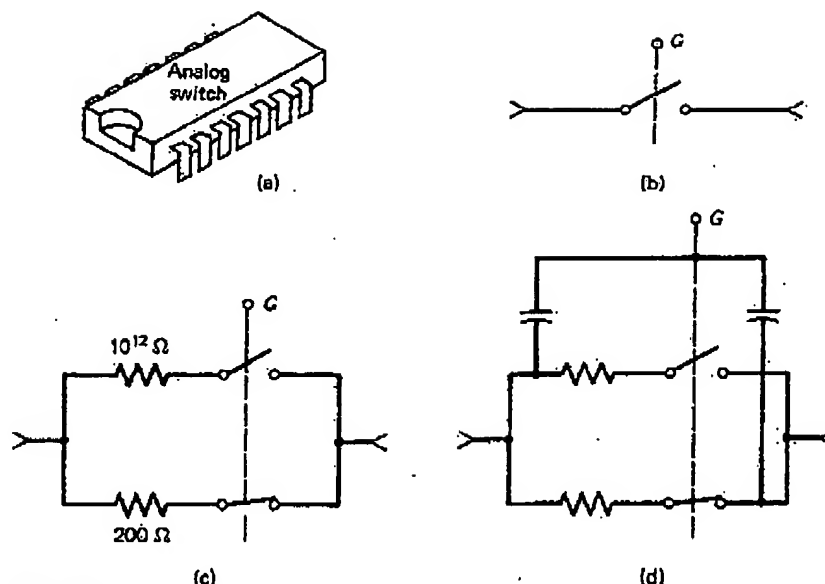 Analog
switch
(a)
G
(b)
G
10¹² Ω
200 Ω
(c)
G
(d)